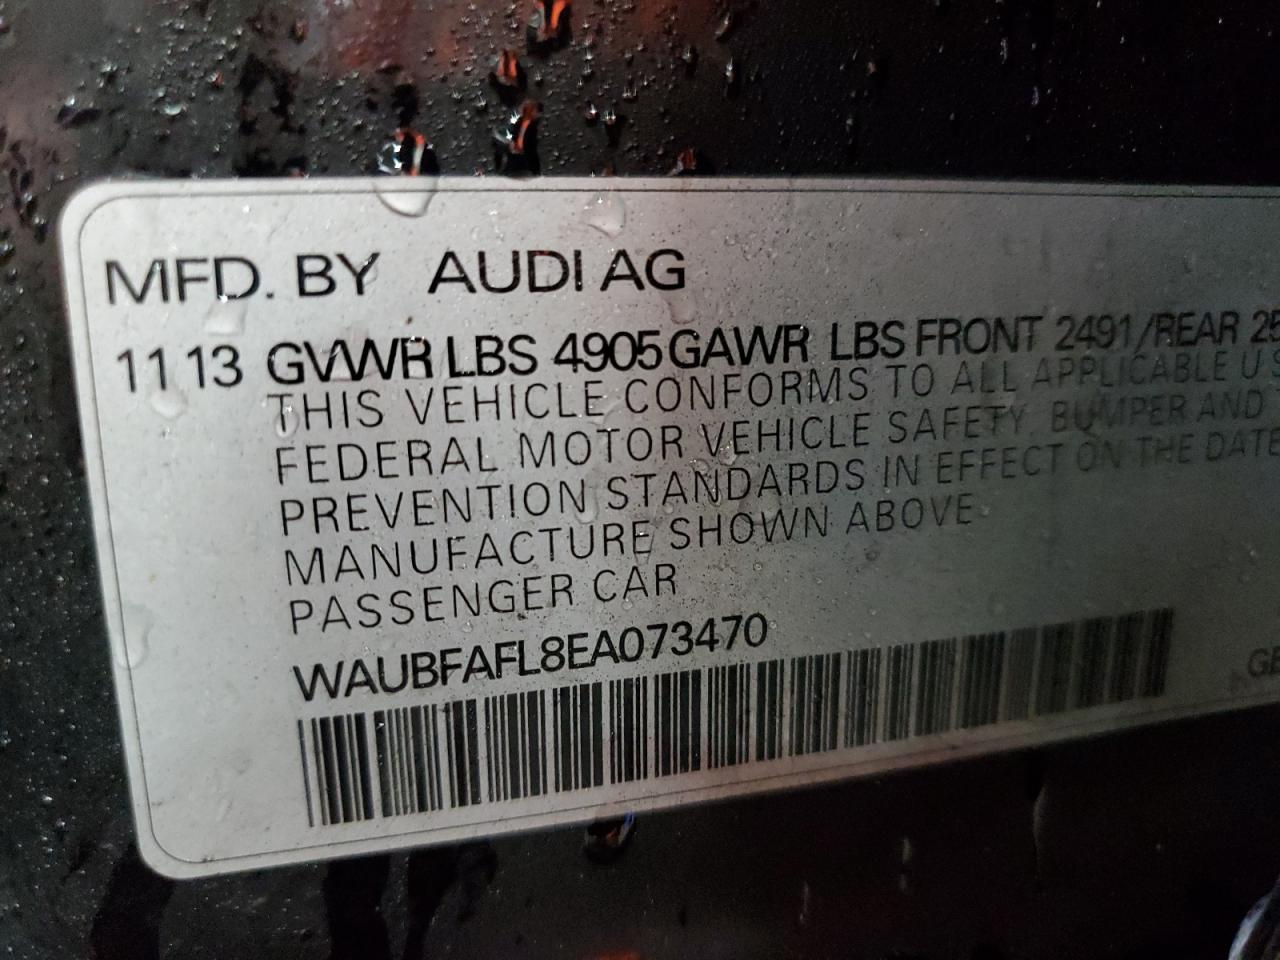 MFD. BY AUDI AG
11 13 GVWR LBS 4905 GAWR LBS FRONT 2491/REAR 25
THIS VEHICLE CONFORMS TO ALL APPLICABLE U S
FEDERAL MOTOR VEHICLE SAFETY. BUMPER AND
PREVENTION STANDARDS IN EFFECT ON THE DATE
MANUFACTURE SHOWN ABOVE
PASSENGER CAR
WAUBFAFL8EA073470